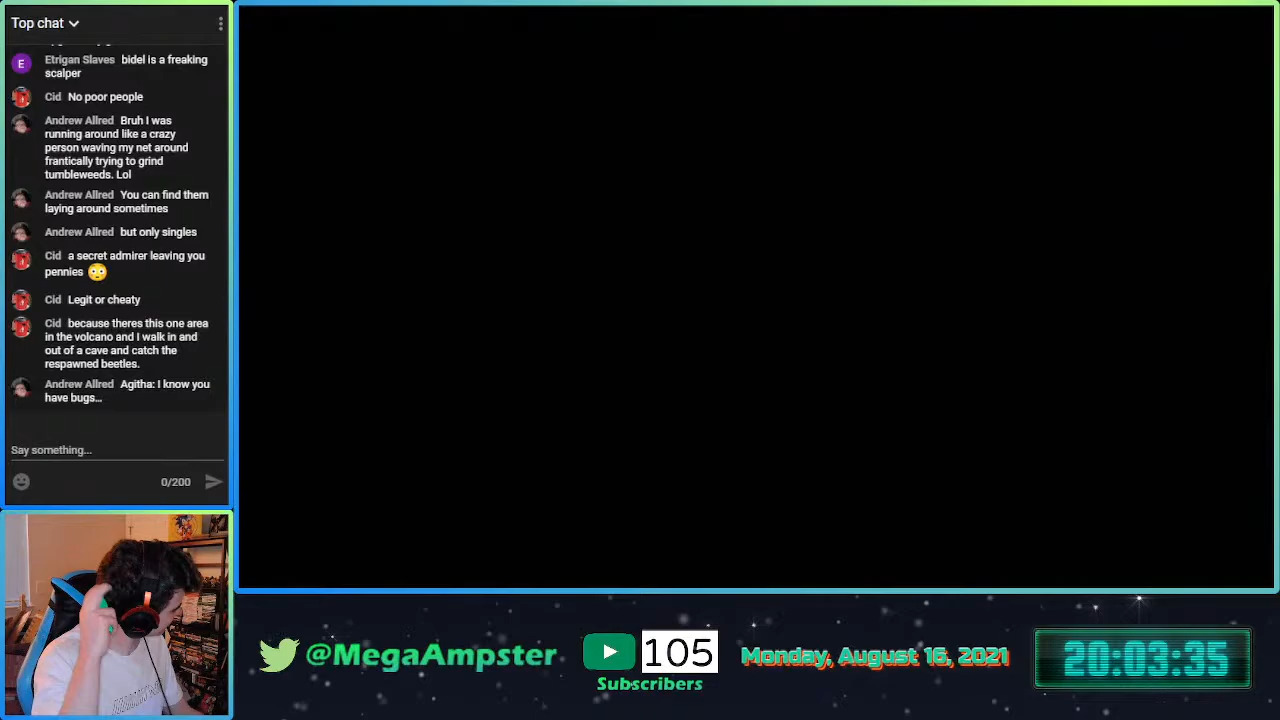 Top chat
Etrigan Slaves bidel is a freaking
scalper
Cid No poor people
Andrew Allred Bruh I was
running around like a crazy
person waving my net around
frantically trying to grind
tumbleweeds. Lol
Andrew Allred You can find them
laying around sometimes
Andrew Allred but only singles
Cid a secret admirer leaving you
pennies
Cid Legit or cheaty
Cid because theres this one area
in the volcano and I walk in and
out of a cave and catch the
respawned beetles.
Andrew Allred Agitha: I know you
have bugs...
Say something...
0/200
@MegaAmpster
105
Subscribers
Monday, August 16, 2021
20:03:35